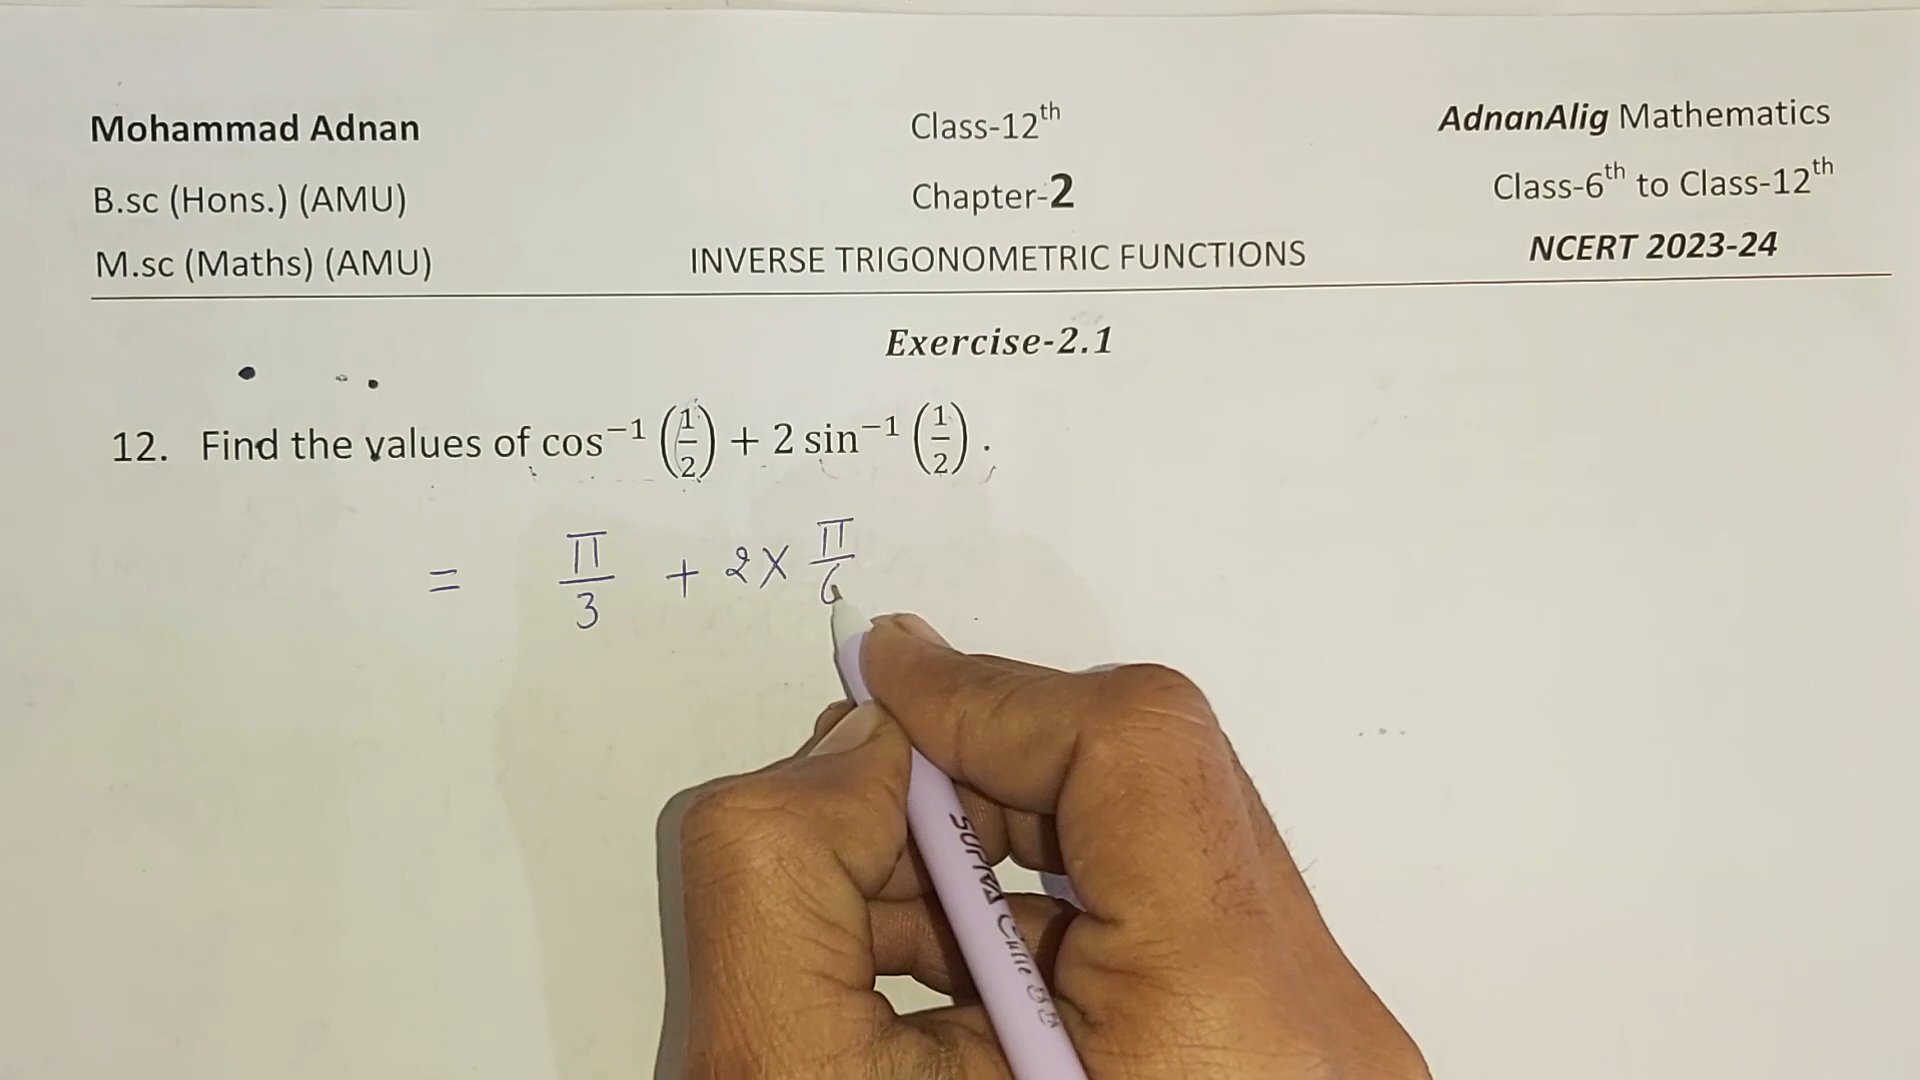 Mohammad Adnan
B.sc (Hons.) (AMU)
M.sc (Maths) (AMU)
Class-12th
Chapter-2
INVERSE TRIGONOMETRIC FUNCTIONS
AdnanAlig Mathematics
Class-6th to Class-12th
NCERT 2023-24
Exercise-2.1
12. Find the values of cos⁻¹ (1/2) + 2 sin⁻¹ (1/2) .
= π/3 + 2 × π/6
SUPRA